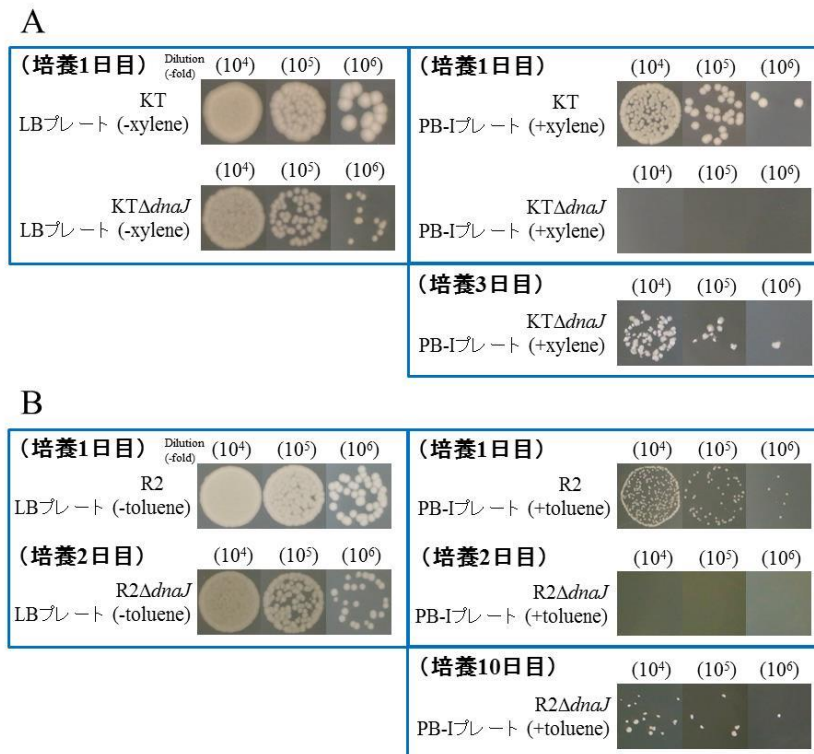 A
(培養1日目) Dilution (-fold) (10⁴) (10⁵) (10⁶)
KT
LBプレート (-xylene)
(10⁴) (10⁵) (10⁶)
KTΔdnaJ
LBプレート (-xylene)
(培養1日目) (10⁴) (10⁵) (10⁶)
KT
PB-Iプレート (+xylene)
(10⁴) (10⁵) (10⁶)
KTΔdnaJ
PB-Iプレート (+xylene)
(培養3日目) (10⁴) (10⁵) (10⁶)
KTΔdnaJ
PB-Iプレート (+xylene)
B
(培養1日目) Dilution (-fold) (10⁴) (10⁵) (10⁶)
R2
LBプレート (-toluene)
(培養2日目) (10⁴) (10⁵) (10⁶)
R2ΔdnaJ
LBプレート (-toluene)
(培養1日目) (10⁴) (10⁵) (10⁶)
R2
PB-Iプレート (+toluene)
(培養2日目) (10⁴) (10⁵) (10⁶)
R2ΔdnaJ
PB-Iプレート (+toluene)
(培養10日目) (10⁴) (10⁵) (10⁶)
R2ΔdnaJ
PB-Iプレート (+toluene)